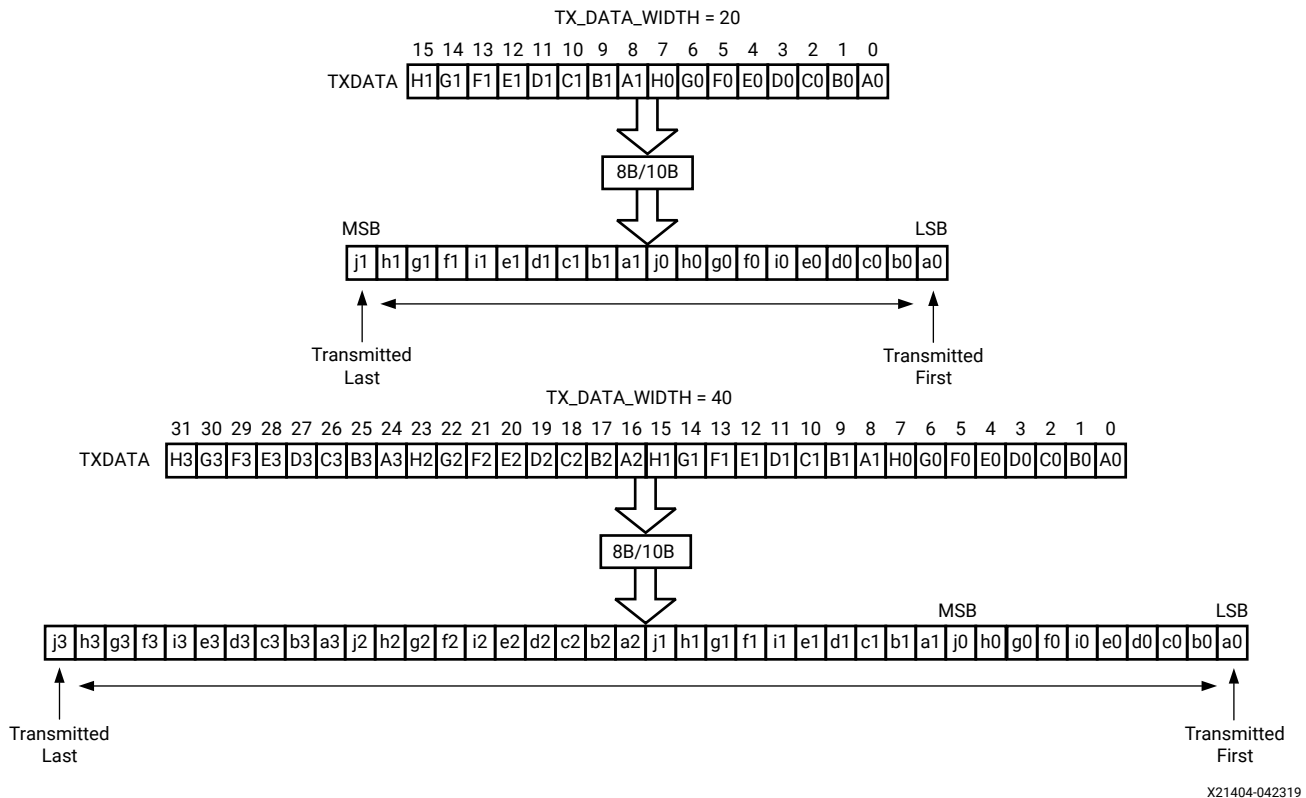 TX_DATA_WIDTH = 20
15 14 13 12 11 10 9 8 7 6 5 4 3 2 1 0
TXDATA H1 G1 F1 E1 D1 C1 B1 A1 H0 G0 F0 E0 D0 C0 B0 A0
8B/10B
MSB LSB
j1 h1 g1 f1 i1 e1 d1 c1 b1 a1 j0 h0 g0 f0 i0 e0 d0 c0 b0 a0
Transmitted Transmitted
Last First
TX_DATA_WIDTH = 40
31 30 29 28 27 26 25 24 23 22 21 20 19 18 17 16 15 14 13 12 11 10 9 8 7 6 5 4 3 2 1 0
TXDATA H3 G3 F3 E3 D3 C3 B3 A3 H2 G2 F2 E2 D2 C2 B2 A2 H1 G1 F1 E1 D1 C1 B1 A1 H0 G0 F0 E0 D0 C0 B0 A0
8B/10B
MSB LSB
j3 h3 g3 f3 i3 e3 d3 c3 b3 a3 j2 h2 g2 f2 i2 e2 d2 c2 b2 a2 j1 h1 g1 f1 i1 e1 d1 c1 b1 a1 j0 h0 g0 f0 i0 e0 d0 c0 b0 a0
Transmitted Transmitted
Last First
X21404-042319